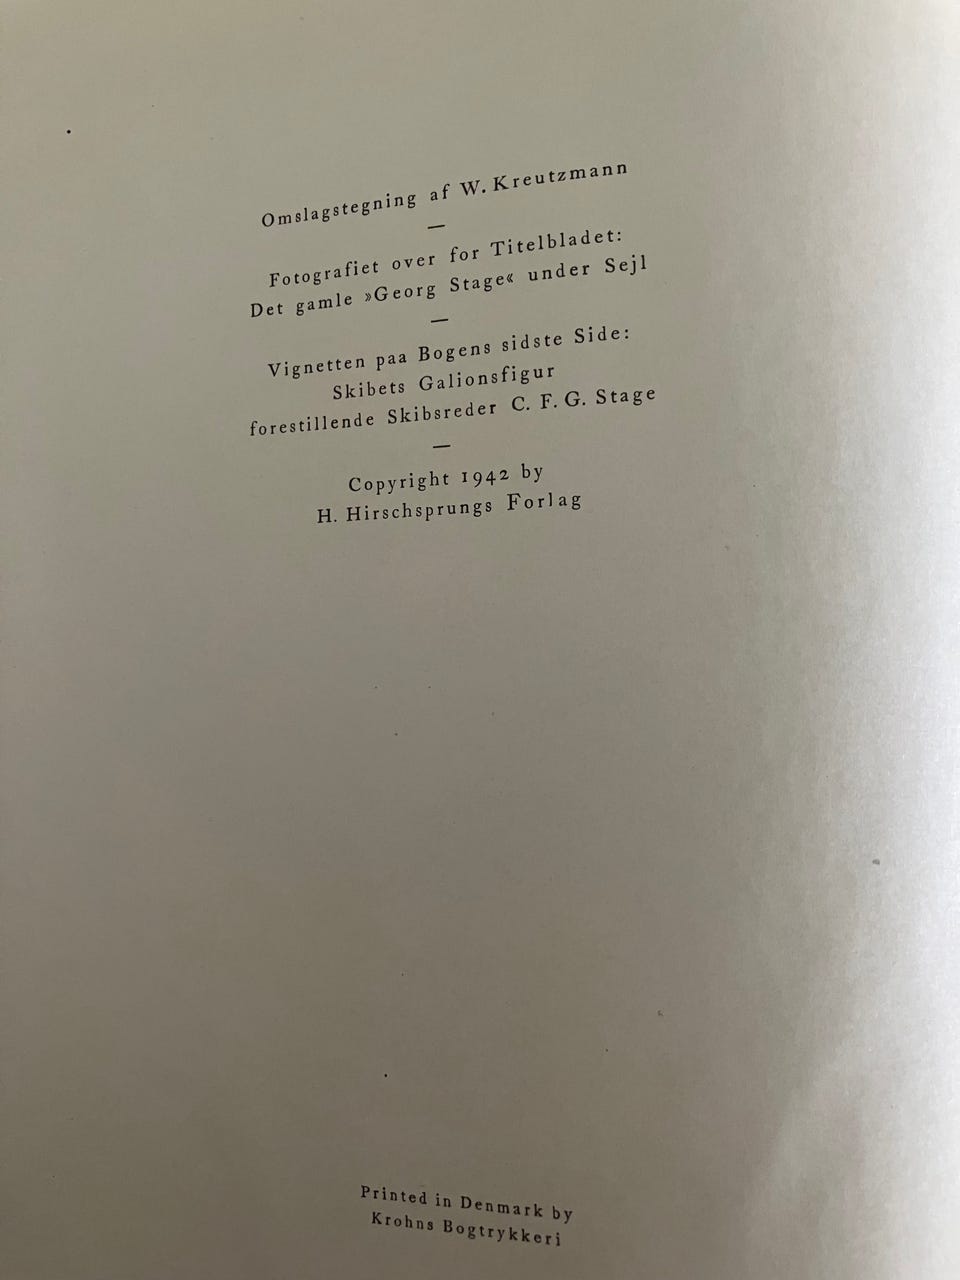 Omslagstegning af W. Kreutzmann
—
Fotografiet over for Titelbladet:
Det gamle »Georg Stage« under Sejl
—
Vignetten paa Bogens sidste Side:
Skibets Galionsfigur
forestillende Skibsreder C. F. G. Stage
—
Copyright 1942 by
H. Hirschsprungs Forlag
Printed in Denmark by
Krohns Bogtrykkeri